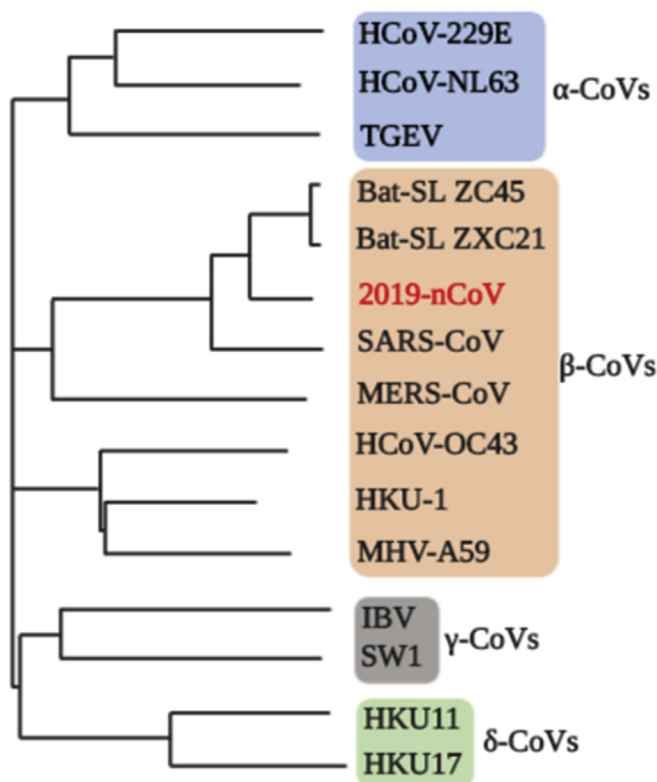 HCoV-229E
HCoV-NL63
α-CoVs
TGEV
Bat-SL ZC45
Bat-SL ZXC21
2019-nCoV
SARS-CoV
β-CoVs
MERS-CoV
HCoV-OC43
HKU-1
MHV-A59
IBV
γ-CoVs
SW1
HKU11
δ-CoVs
HKU17